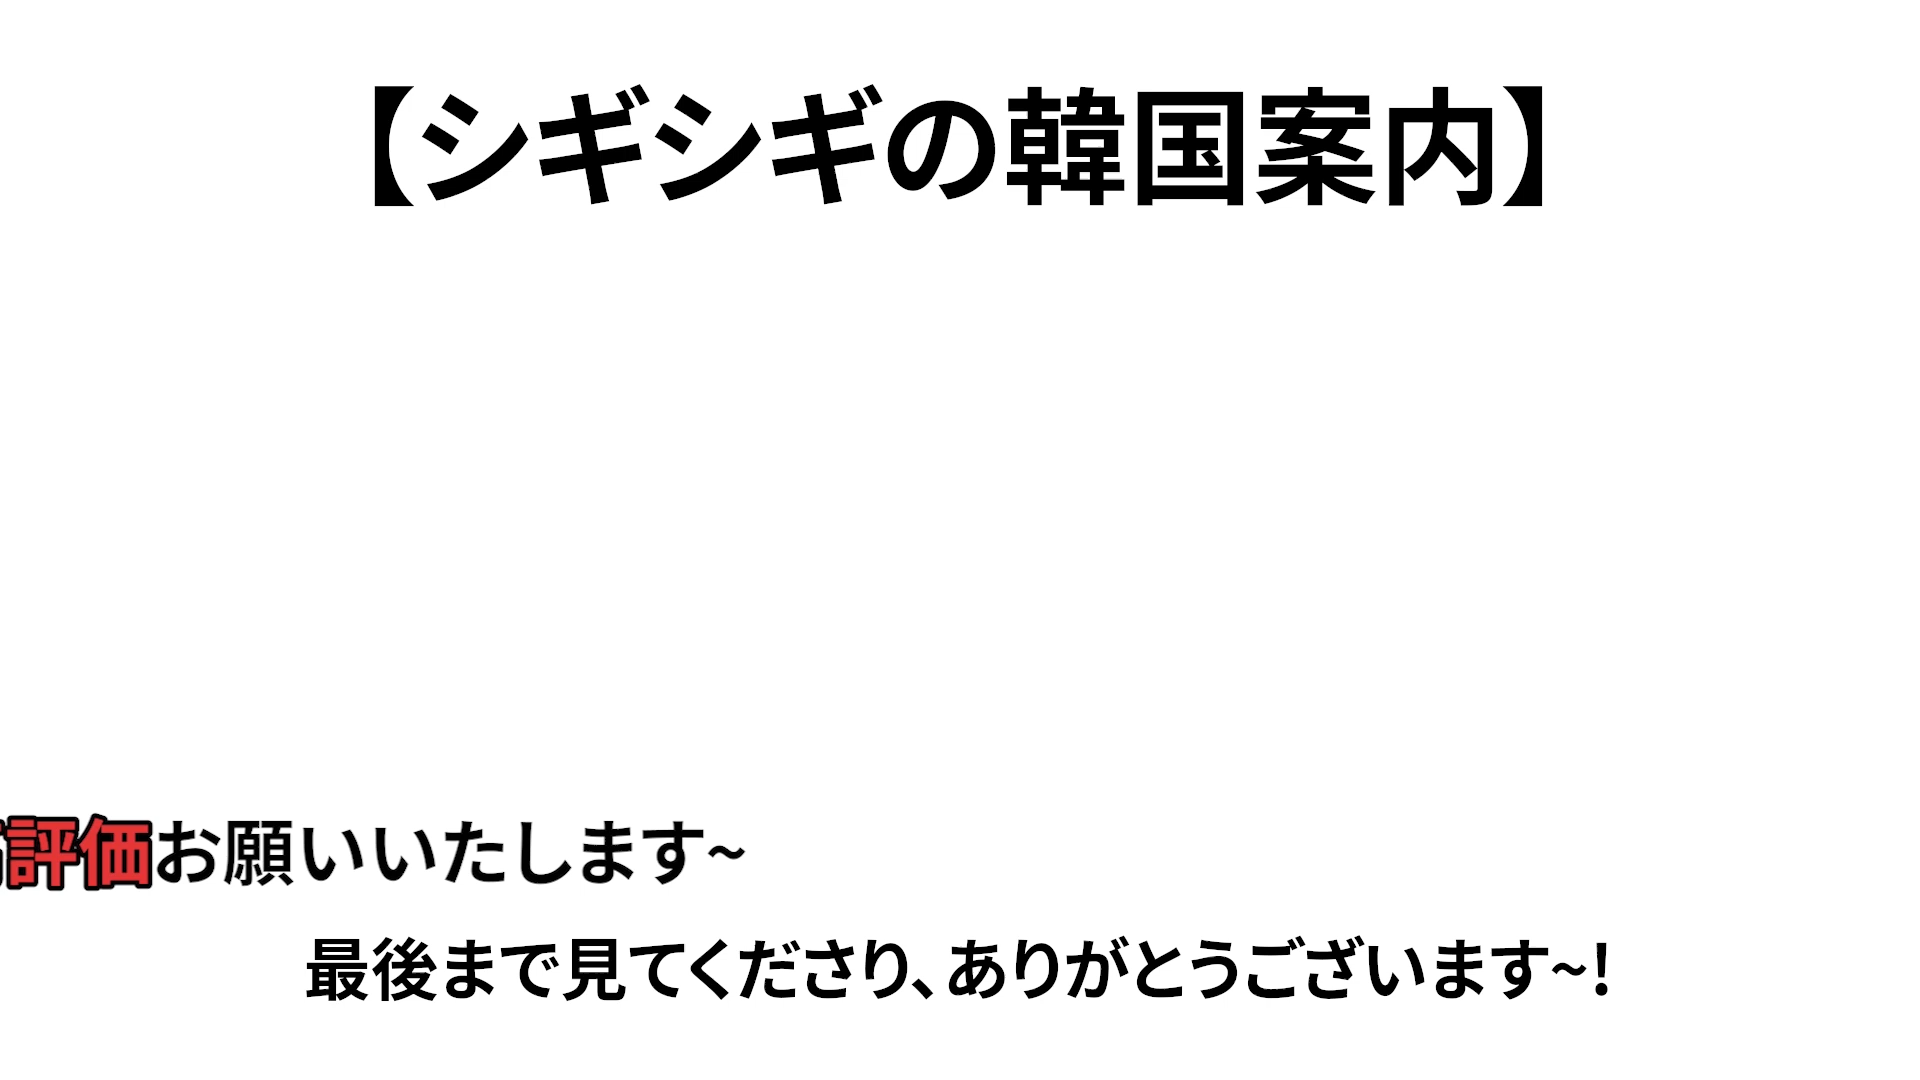 【シギシギの韓国案内】
評価お願いいたします~
最後まで見てくださり、ありがとうございます~!